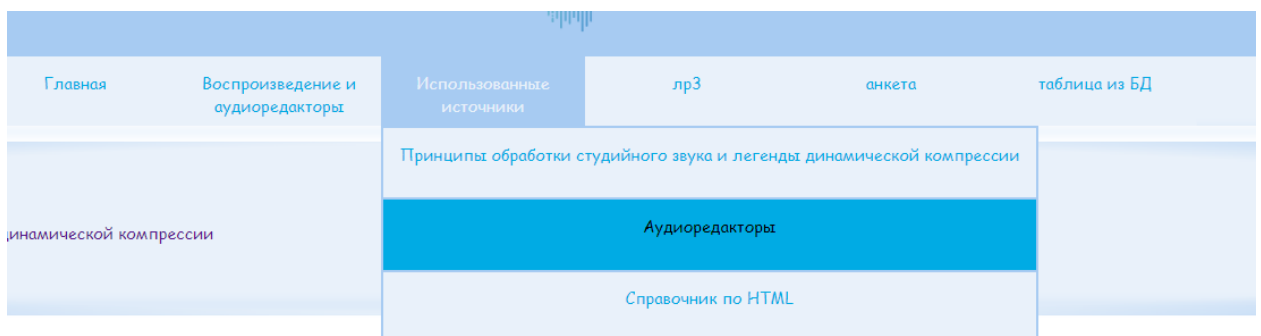 Главная
Воспроизведение и
аудиоредакторы
Использованные
источники
лр3
анкета
таблица из БД
Принципы обработки студийного звука и легенды динамической компрессии
Аудиоредакторы
динамической компрессии
Справочник по HTML